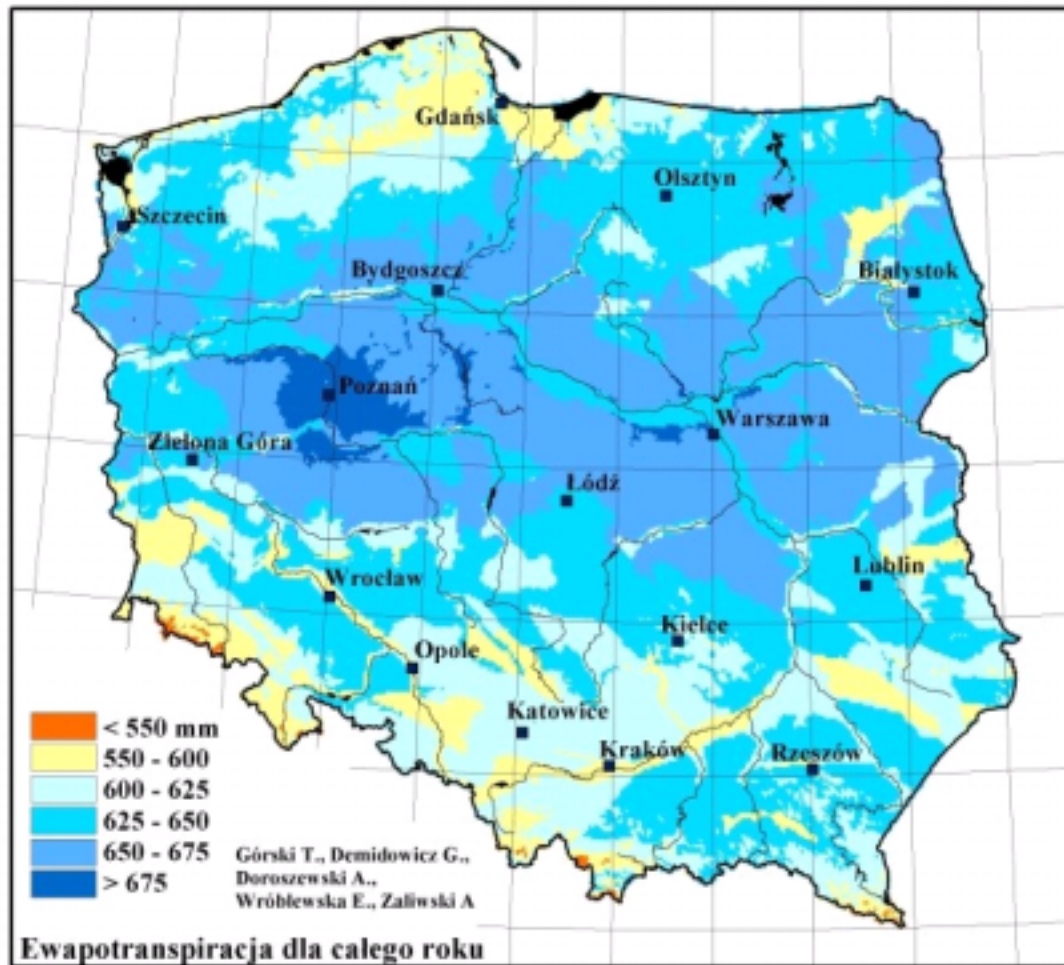 Gdańsk
Olsztyn
Szczecin
Bydgoszcz
Białystok
Poznań
Warszawa
Zielona Góra
Łódź
Lublin
Wrocław
Kielce
Opole
Katowice
Kraków
Rzeszów
< 550 mm
550 - 600
600 - 625
625 - 650
650 - 675
> 675
Górski T., Demidowicz G.,
Doroszewski A.,
Wróblewska E., Zaliwski A
Ewapotranspiracja dla całego roku